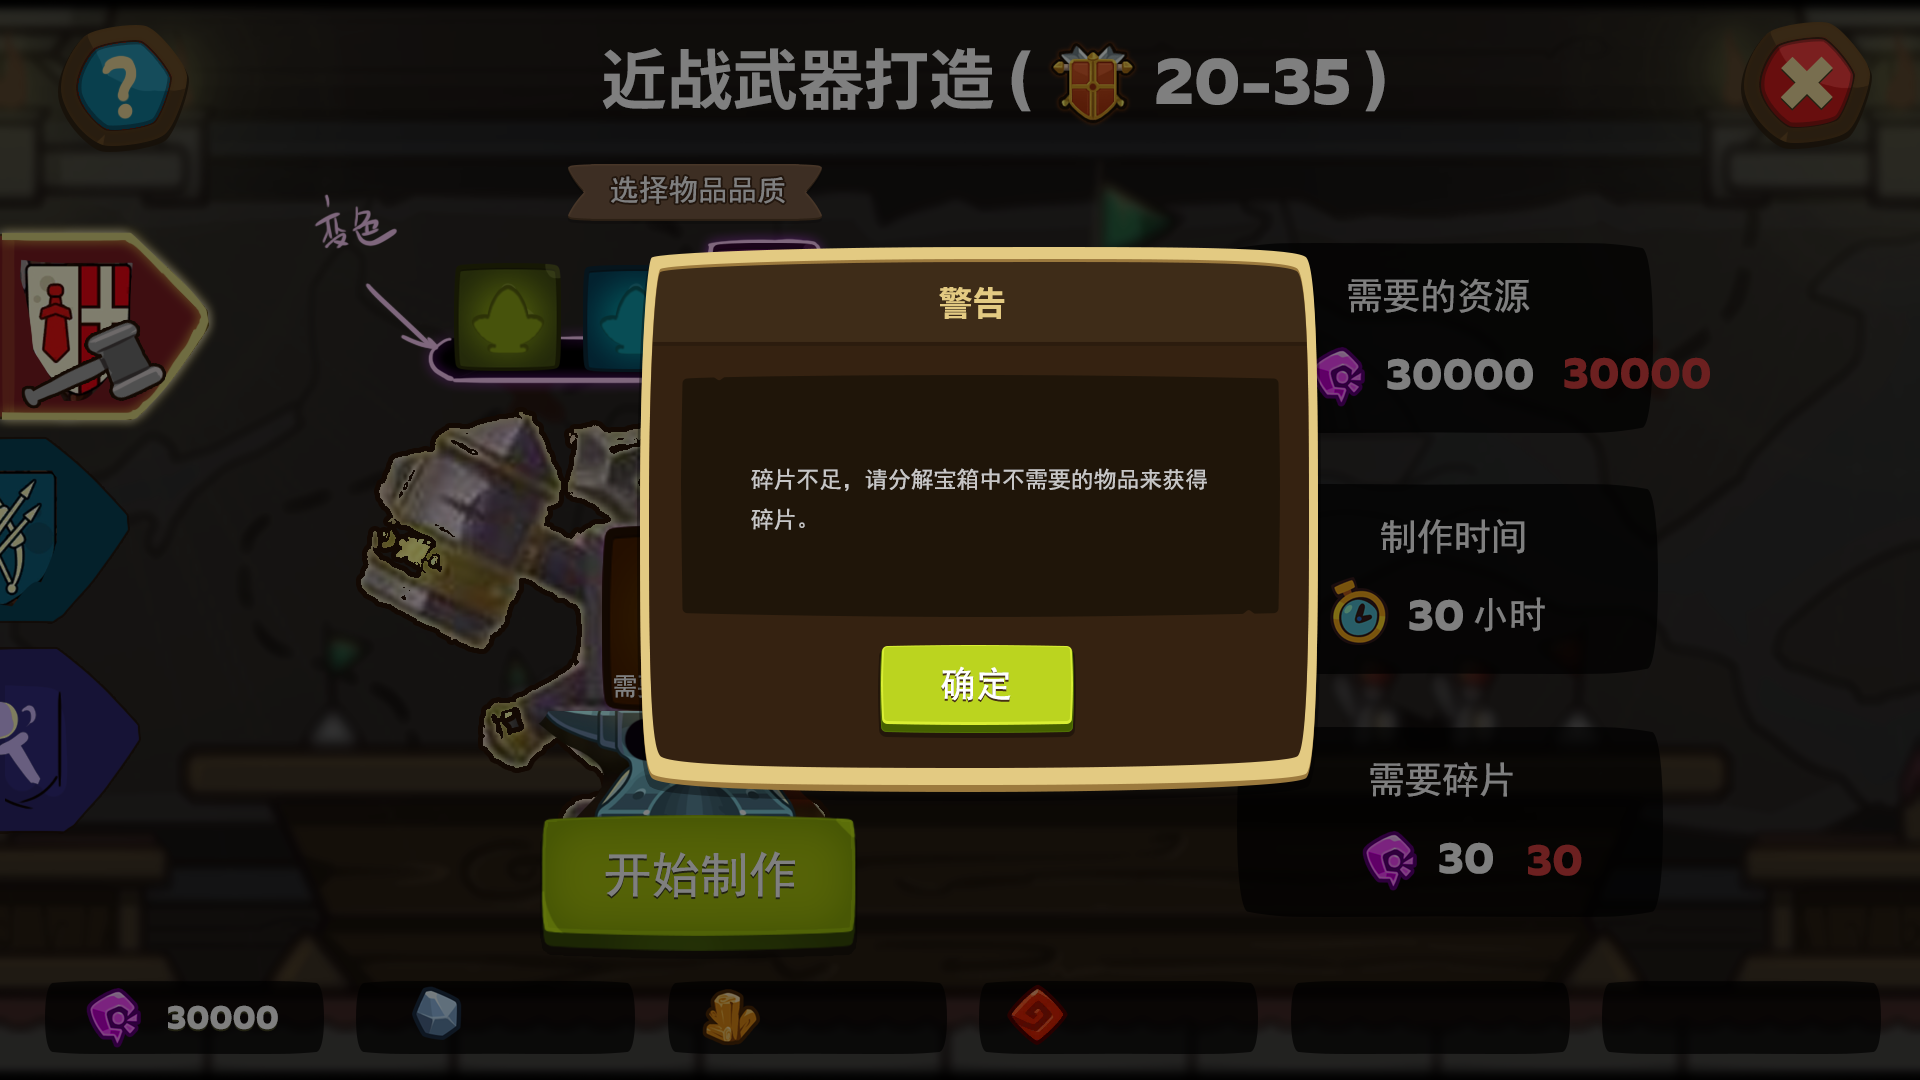 近战武器打造( 20-35)
选择物品品质
变色
警告
碎片不足，请分解宝箱中不需要的物品来获得
碎片。
确定
需要的资源
30000 30000
制作时间
30 小时
需要碎片
30 30
开始制作
30000